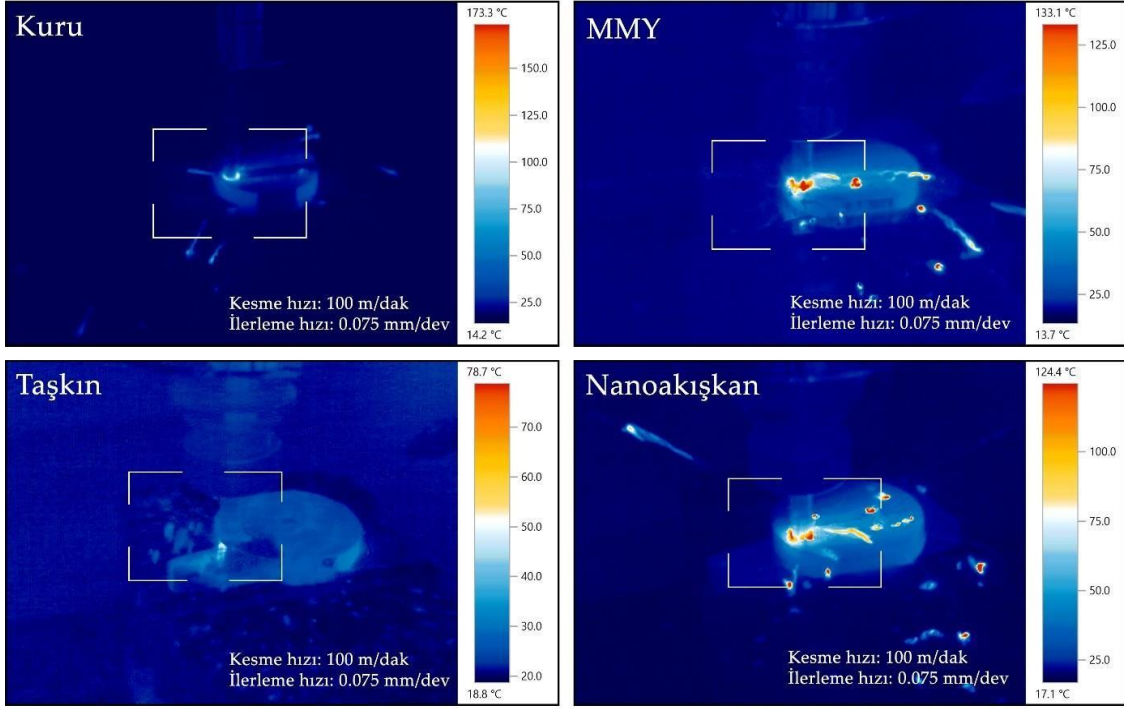 Kuru
173.3 °C
150.0
125.0
100.0
75.0
50.0
25.0
14.2 °C
Kesme hızı: 100 m/dak
İlerleme hızı: 0.075 mm/dev
MMY
133.1 °C
125.0
100.0
75.0
50.0
25.0
13.7 °C
Kesme hızı: 100 m/dak
İlerleme hızı: 0.075 mm/dev
Taşkın
78.7 °C
70.0
60.0
50.0
40.0
30.0
20.0
18.8 °C
Kesme hızı: 100 m/dak
İlerleme hızı: 0.075 mm/dev
Nanoakışkan
124.4 °C
100.0
75.0
50.0
25.0
17.1 °C
Kesme hızı: 100 m/dak
İlerleme hızı: 0.075 mm/dev